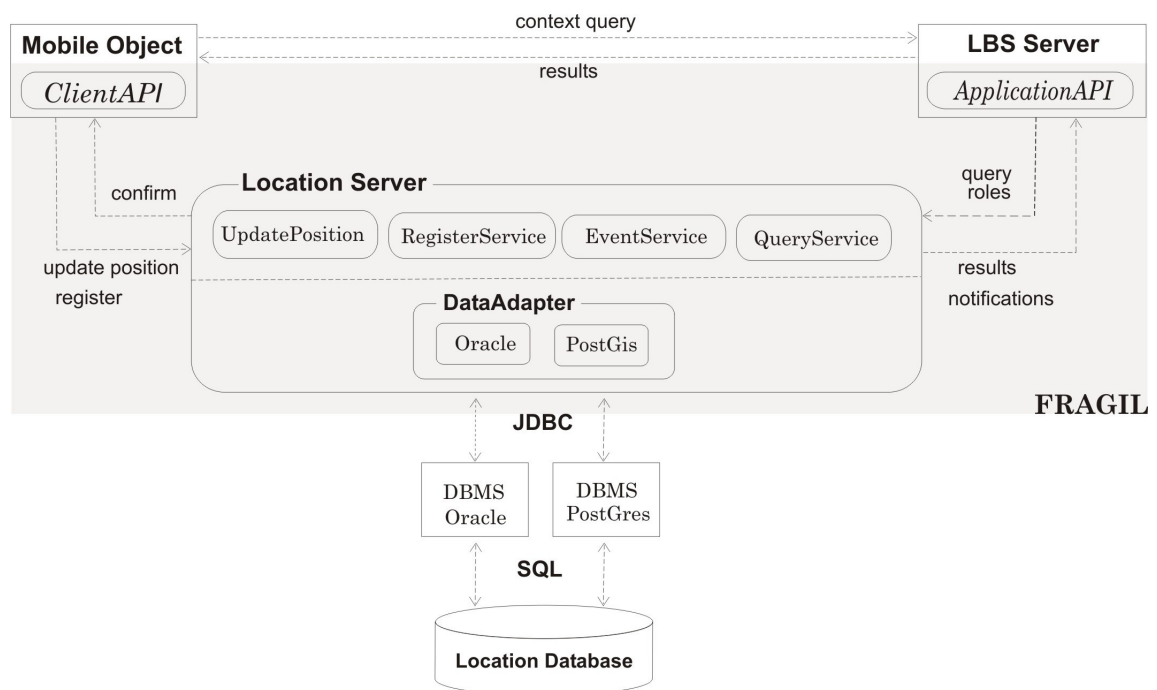 context query
Mobile Object
LBS Server
results
ClientAPI
ApplicationAPI
confirm
Location Server
query
roles
UpdatePosition
RegisterService
EventService
QueryService
update position
register
results
notifications
DataAdapter
Oracle
PostGis
FRAGIL
JDBC
DBMS
Oracle
DBMS
PostGres
SQL
Location Database